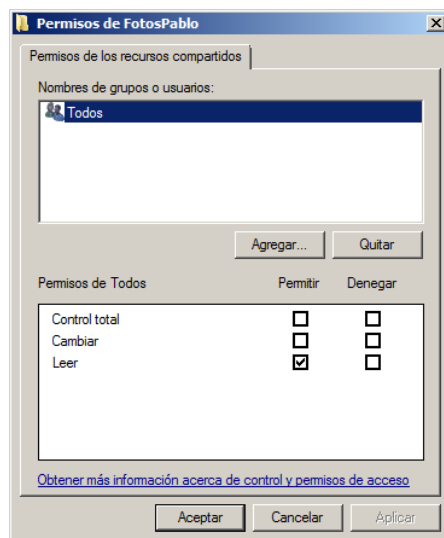 Permisos de FotosPablo
Permisos de los recursos compartidos
Nombres de grupos o usuarios:
Todos
Agregar... Quitar
Permisos de Todos Permitir Denegar
Control total
Cambiar
Leer
Obtener más información acerca de control y permisos de acceso
Aceptar Cancelar Aplicar